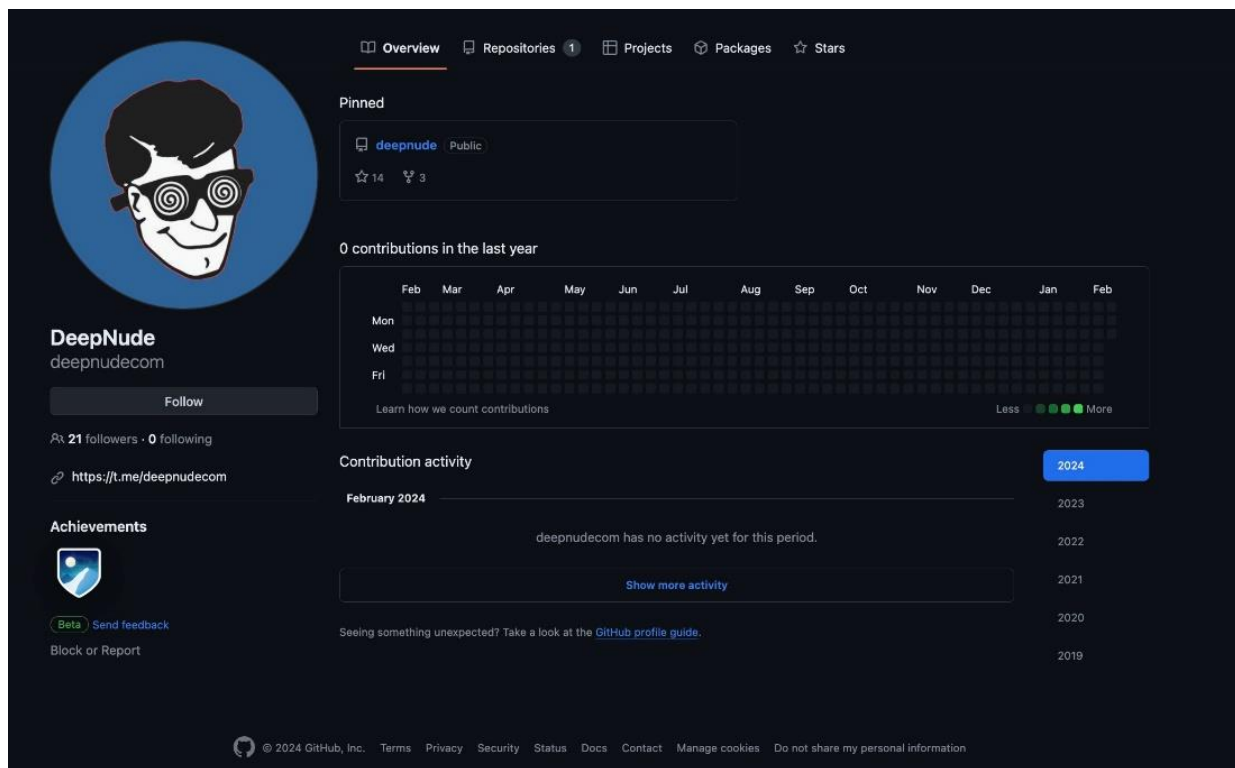 Overview Repositories 1 Projects Packages Stars
Pinned
deepnude Public
14 3
0 contributions in the last year
Feb Mar Apr May Jun Jul Aug Sep Oct Nov Dec Jan Feb
Mon
Wed
Fri
Learn how we count contributions Less More
DeepNude
deepnudecom
Follow
21 followers · 0 following
https://t.me/deepnudecom
Achievements
Beta Send feedback
Block or Report
Contribution activity
February 2024
deepnudecom has no activity yet for this period.
Show more activity
Seeing something unexpected? Take a look at the GitHub profile guide.
2024
2023
2022
2021
2020
2019
© 2024 GitHub, Inc. Terms Privacy Security Status Docs Contact Manage cookies Do not share my personal information